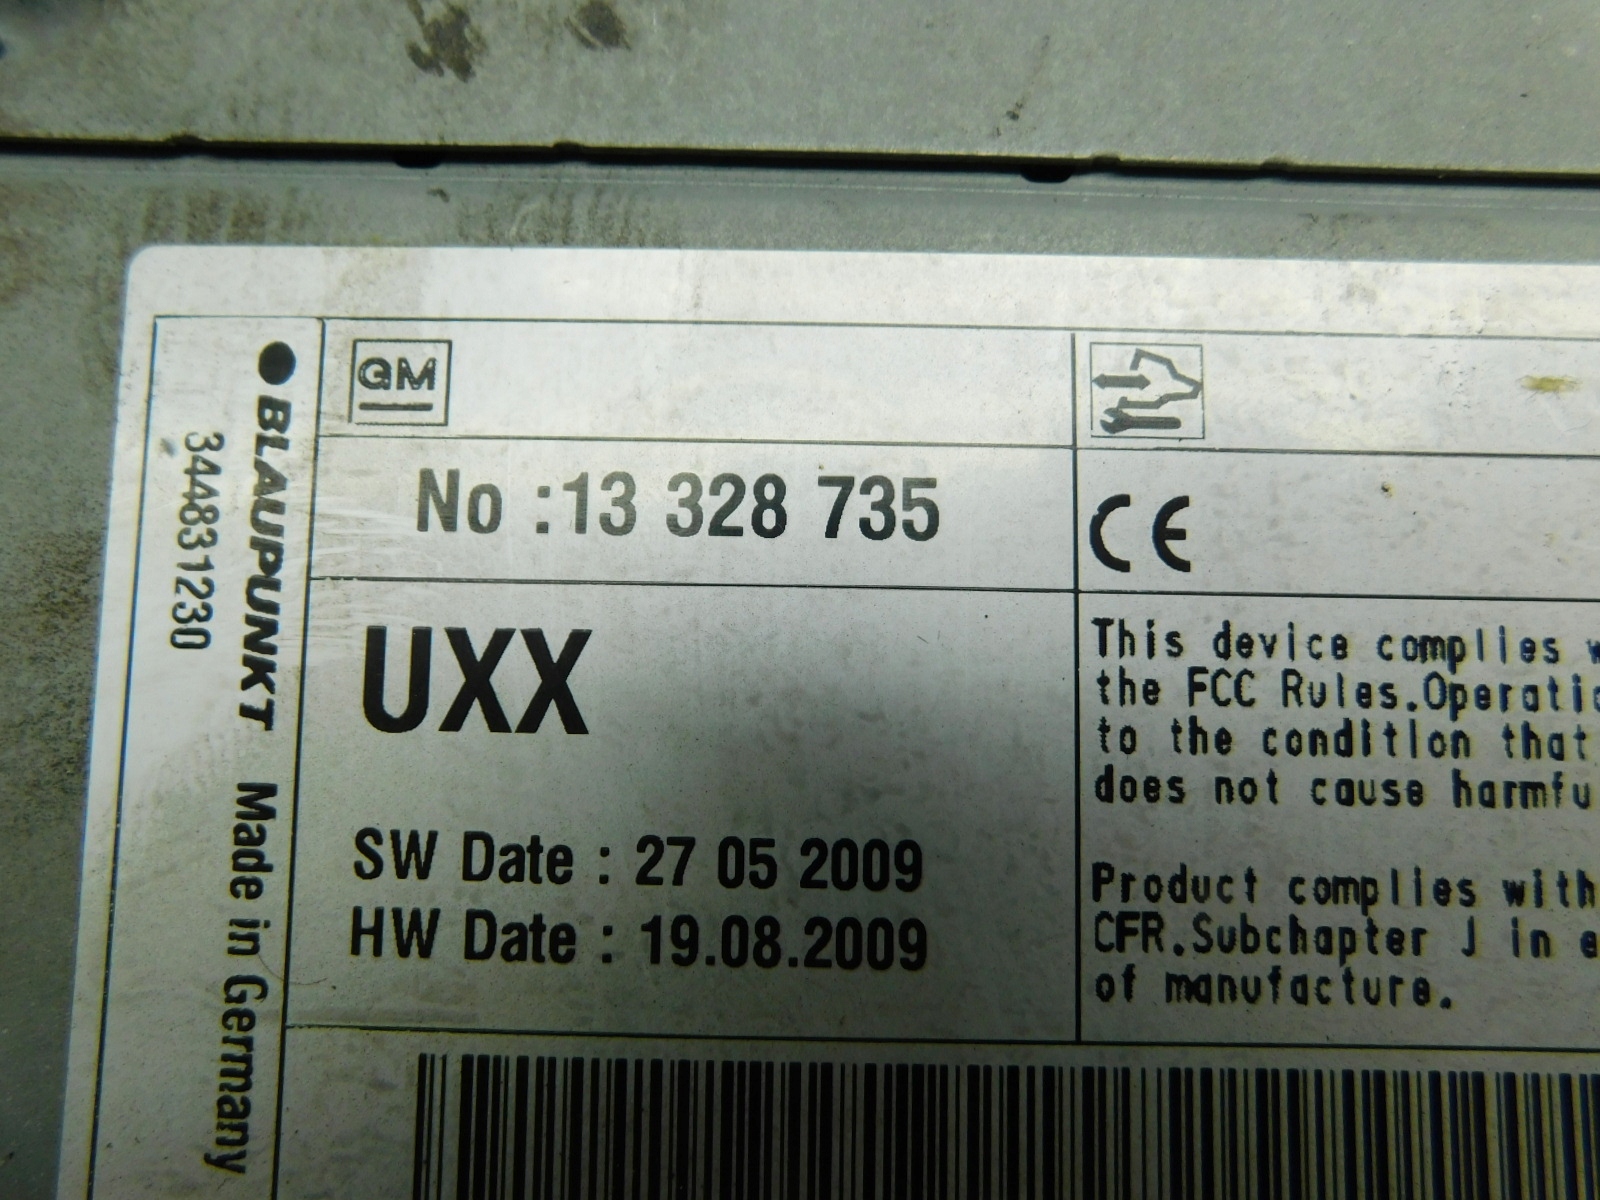 BLAUPUNKT Made in Germany
344831230
GM
No :13 328 735
CE
UXX
SW Date : 27 05 2009
HW Date : 19.08.2009
This device complies
the FCC Rules.Operatio
to the condition that
does not cause harmfu
Product complies with
CFR.Subchapter J in e
of manufacture.